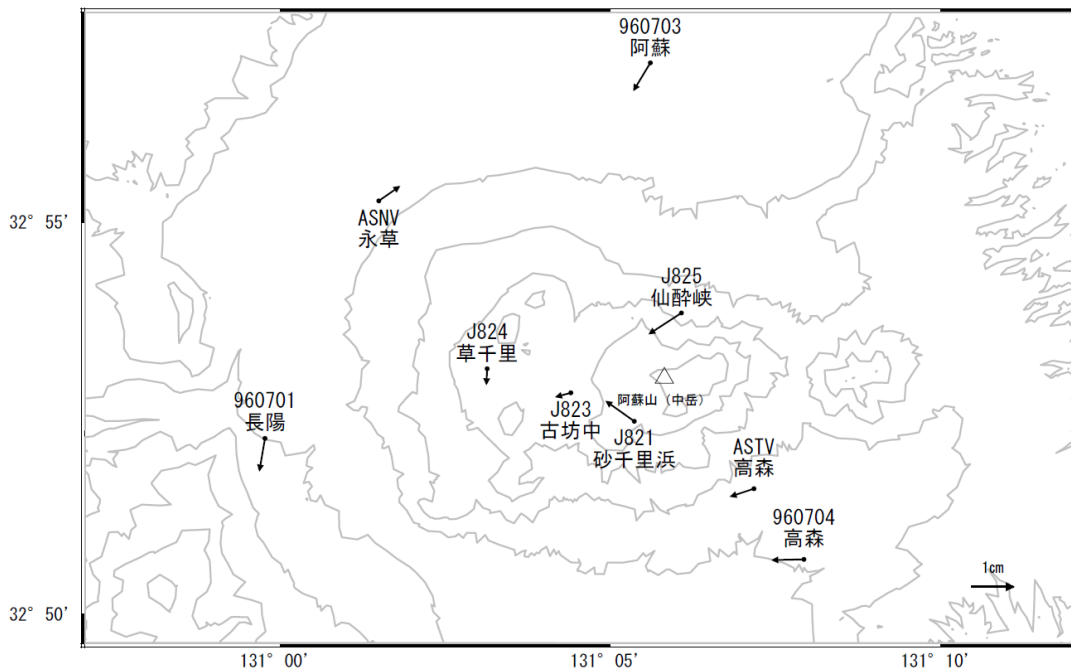 960703
阿蘇
32° 55'
ASNV
永草
J825
仙酔峡
J824
草千里
阿蘇山（中岳）
960701
長陽
J823
古坊中
J821
砂千里浜
ASTV
高森
960704
高森
1cm
32° 50'
131° 00'
131° 05'
131° 10'